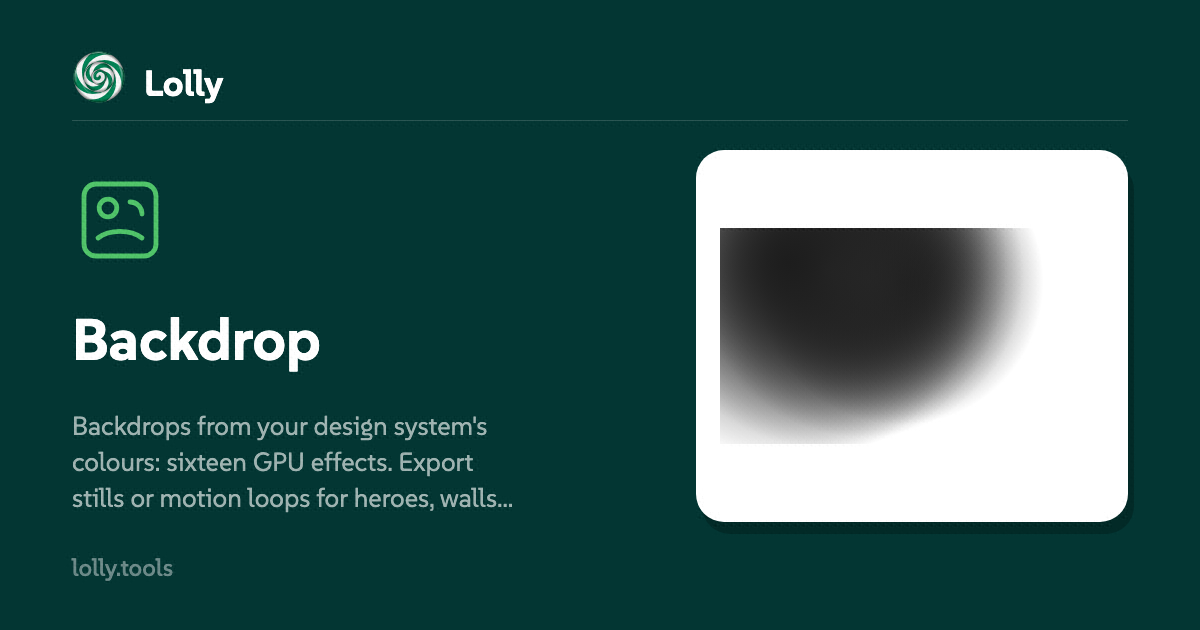 Lolly
Backdrop
Backdrops from your design system's
colours: sixteen GPU effects. Export
stills or motion loops for heroes, walls...
lolly.tools